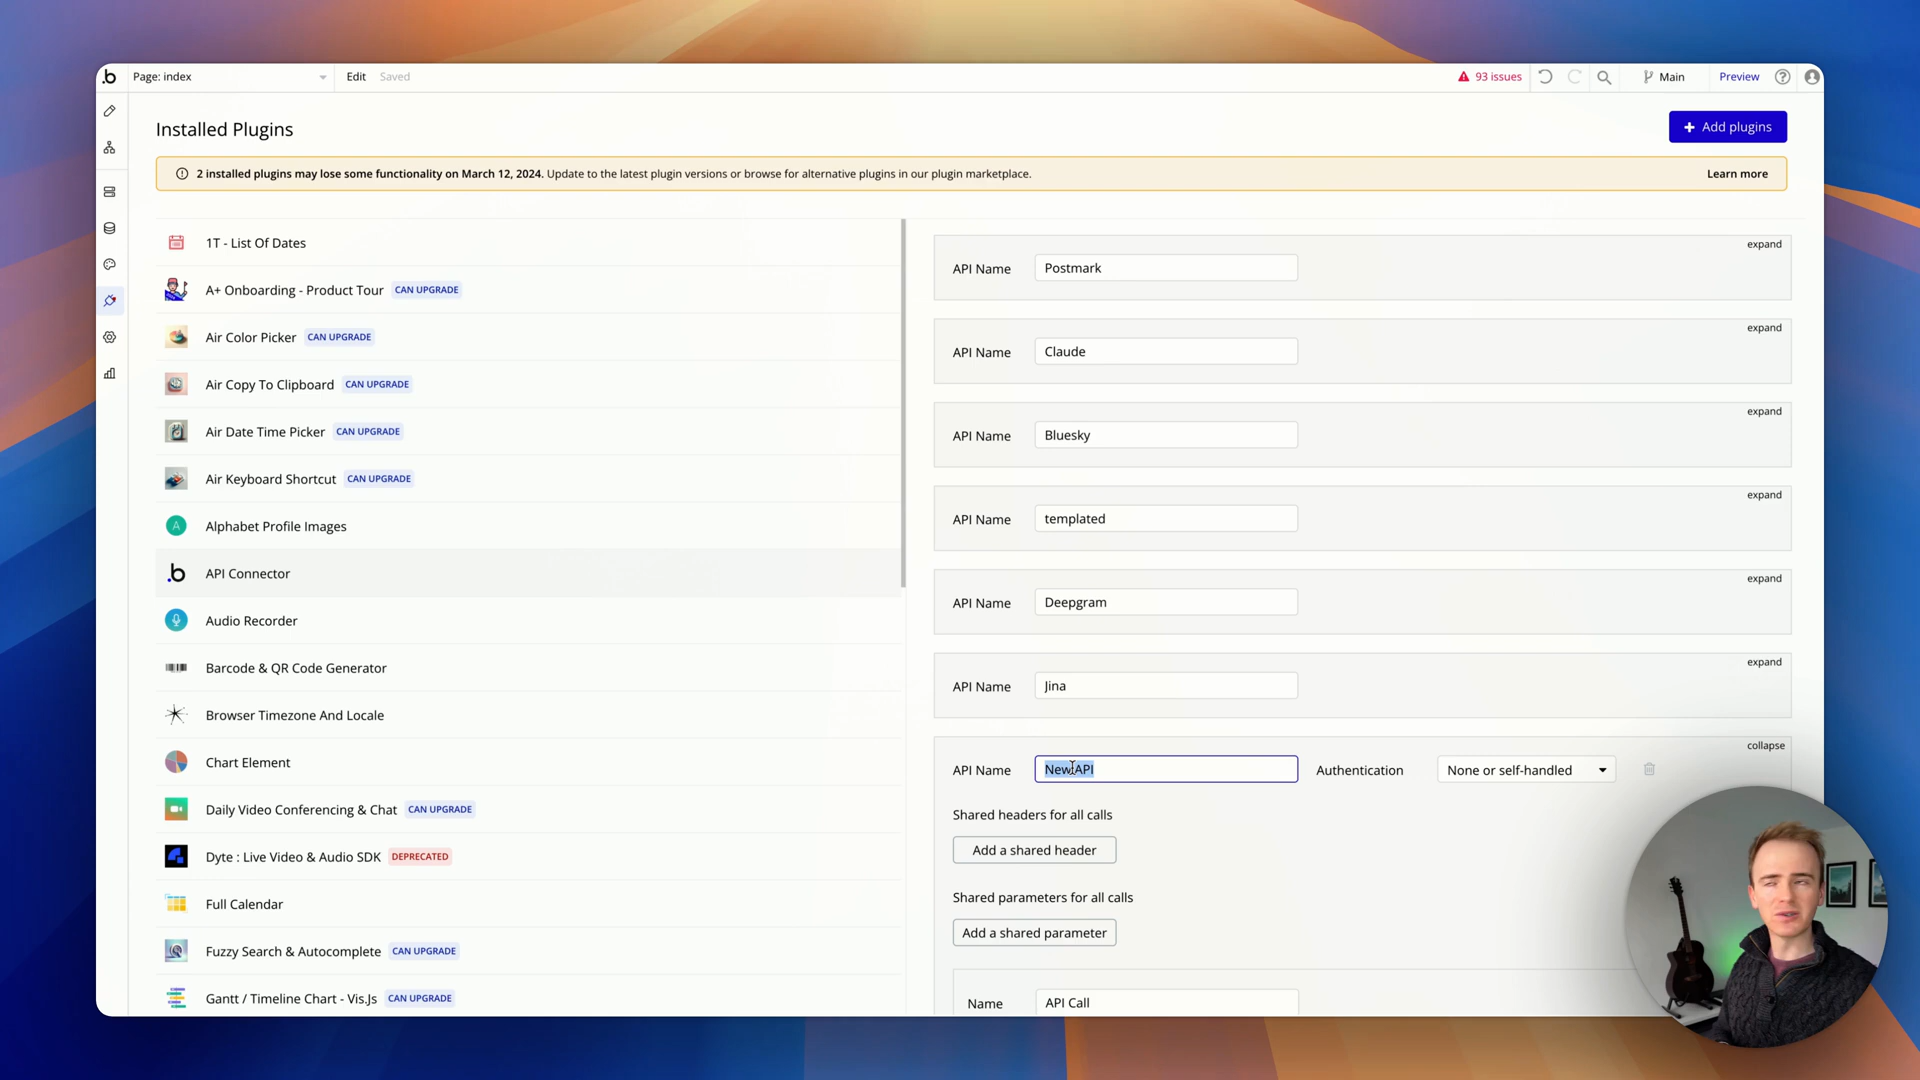 Page: index
Edit
Saved
93 issues
Main
Preview
Installed Plugins
+ Add plugins
2 installed plugins may lose some functionality on March 12, 2024. Update to the latest plugin versions or browse for alternative plugins in our plugin marketplace.
Learn more
1T - List Of Dates
A+ Onboarding - Product Tour CAN UPGRADE
Air Color Picker CAN UPGRADE
Air Copy To Clipboard CAN UPGRADE
Air Date Time Picker CAN UPGRADE
Air Keyboard Shortcut CAN UPGRADE
A Alphabet Profile Images
API Connector
Audio Recorder
Barcode & QR Code Generator
Browser Timezone And Locale
Chart Element
Daily Video Conferencing & Chat CAN UPGRADE
Dyte : Live Video & Audio SDK DEPRECATED
Full Calendar
Fuzzy Search & Autocomplete CAN UPGRADE
Gantt / Timeline Chart - Vis.Js CAN UPGRADE
expand
API Name Postmark
expand
API Name Claude
expand
API Name Bluesky
expand
API Name templated
expand
API Name Deepgram
expand
API Name Jina
collapse
API Name New API Authentication None or self-handled
Shared headers for all calls
Add a shared header
Shared parameters for all calls
Add a shared parameter
Name API Call